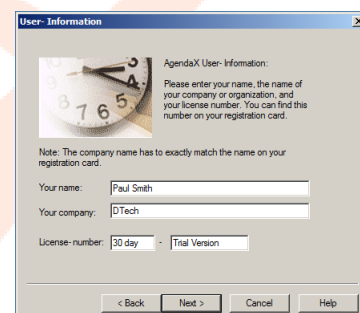 User- Information
AgendaX User- Information:
Please enter your name, the name of
your company or organization, and
your license number. You can find this
number on your registration card.
Note: The company name has to exactly match the name on your
registration card.
Your name: Paul Smith
Your company: DTech
License- number: 30 day - Trial Version
< Back Next > Cancel Help